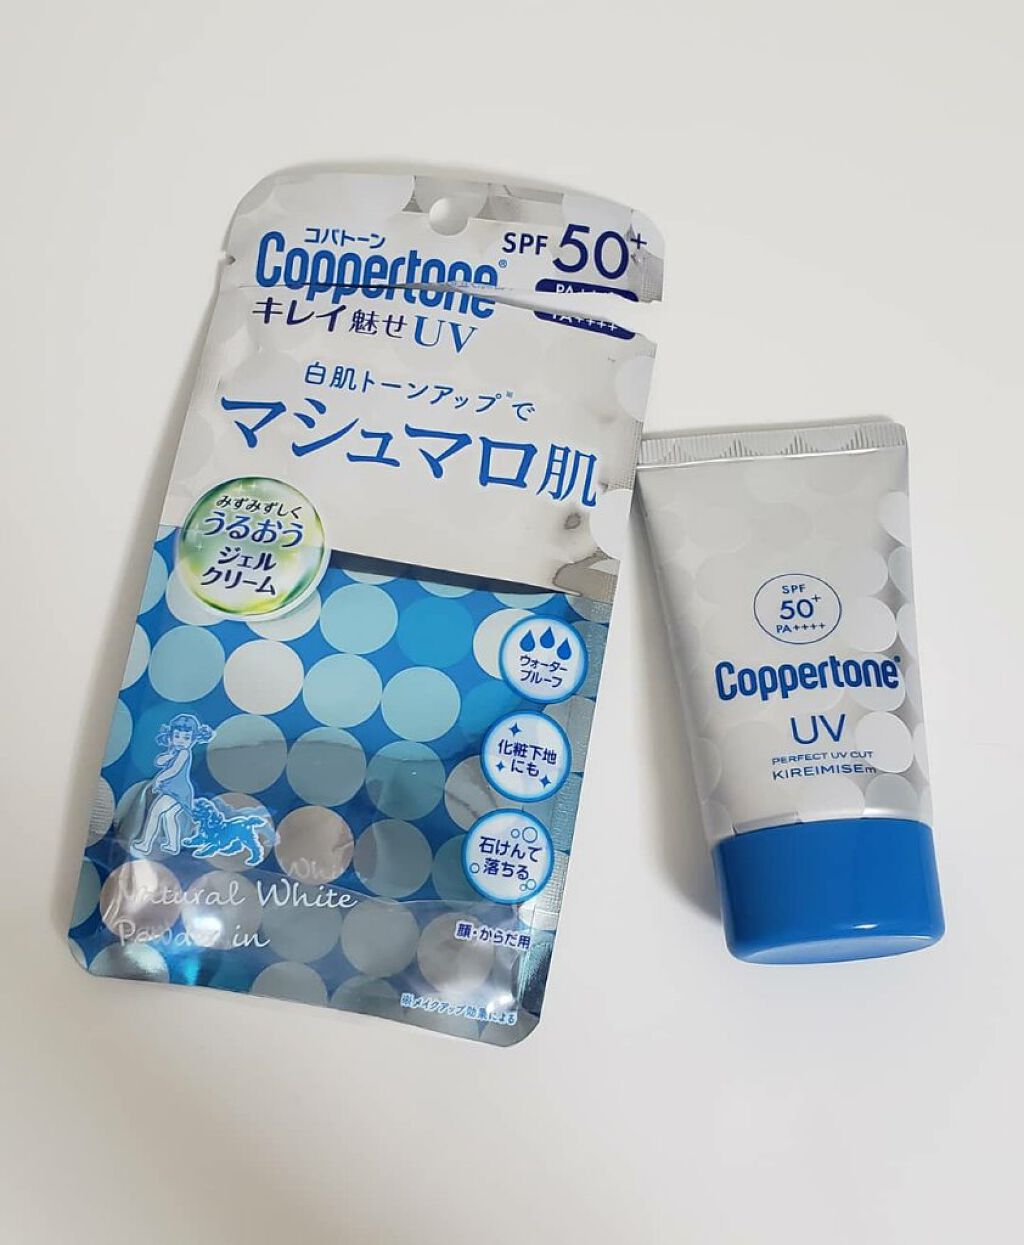 コパトーン
Coppertone®
SPF 50+
PA++++
キレイ魅せUV
白肌トーンアップ※で
マシュマロ肌
みずみずしく
うるおう
ジェル
クリーム
ウォーター
プルーフ
化粧下地
にも
石けんで
落ちる
Natural White
Powder in
顔・からだ用
※メイクアップ効果による
SPF
50+
PA++++
Coppertone®
UV
PERFECT UV CUT
KIREIMISEm